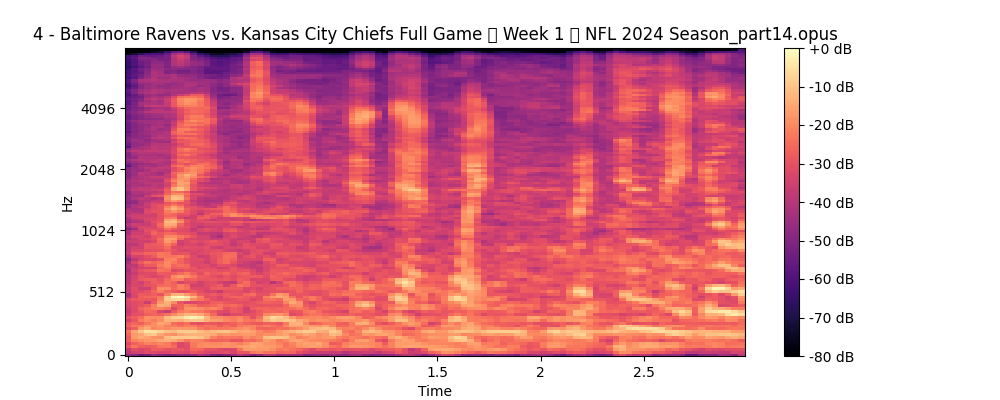 4 - Baltimore Ravens vs. Kansas City Chiefs Full Game ▯ Week 1 ▯ NFL 2024 Season_part14.opus
+0 dB
4096
-10 dB
-20 dB
2048
-30 dB
Hz
-40 dB
1024
-50 dB
512
-60 dB
-70 dB
0
-80 dB
0 0.5 1 1.5 2 2.5
Time